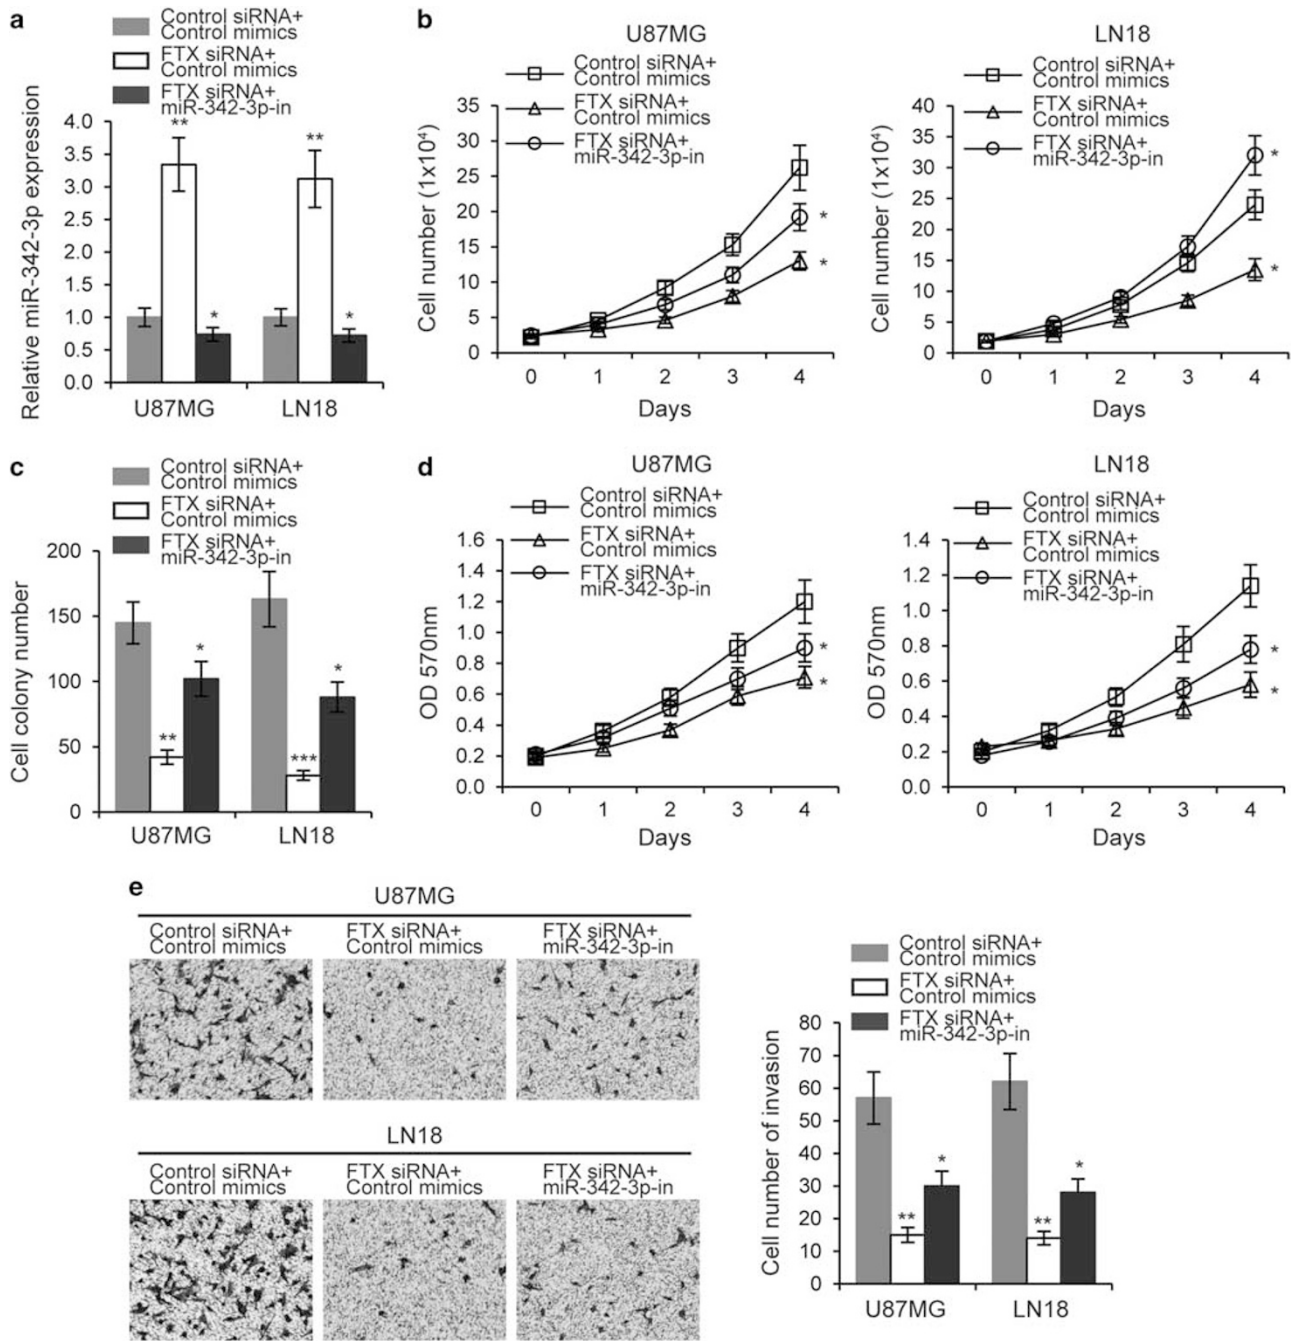 a
Control siRNA+
Control mimics
FTX siRNA+
Control mimics
FTX siRNA+
miR-342-3p-in
Relative miR-342-3p expression
4.0
3.5
3.0
2.5
2.0
1.5
1.0
0.5
0.0
**
*
**
*
U87MG
LN18
b
U87MG
Control siRNA+
Control mimics
FTX siRNA+
Control mimics
FTX siRNA+
miR-342-3p-in
Cell number (1x10⁴)
35
30
25
20
15
10
5
0
*
*
0 1 2 3 4
Days
LN18
Control siRNA+
Control mimics
FTX siRNA+
Control mimics
FTX siRNA+
miR-342-3p-in
Cell number (1x10⁴)
40
35
30
25
20
15
10
5
0
*
*
0 1 2 3 4
Days
c
Control siRNA+
Control mimics
FTX siRNA+
Control mimics
FTX siRNA+
miR-342-3p-in
Cell colony number
200
150
100
50
0
**
*
***
*
U87MG
LN18
d
U87MG
Control siRNA+
Control mimics
FTX siRNA+
Control mimics
FTX siRNA+
miR-342-3p-in
OD 570nm
1.6
1.4
1.2
1.0
0.8
0.6
0.4
0.2
0.0
*
*
0 1 2 3 4
Days
LN18
Control siRNA+
Control mimics
FTX siRNA+
Control mimics
FTX siRNA+
miR-342-3p-in
OD 570nm
1.4
1.2
1.0
0.8
0.6
0.4
0.2
0.0
*
*
0 1 2 3 4
Days
e
U87MG
Control siRNA+
Control mimics
FTX siRNA+
Control mimics
FTX siRNA+
miR-342-3p-in
LN18
Control siRNA+
Control mimics
FTX siRNA+
Control mimics
FTX siRNA+
miR-342-3p-in
Control siRNA+
Control mimics
FTX siRNA+
Control mimics
FTX siRNA+
miR-342-3p-in
Cell number of invasion
80
70
60
50
40
30
20
10
0
**
*
**
*
U87MG
LN18